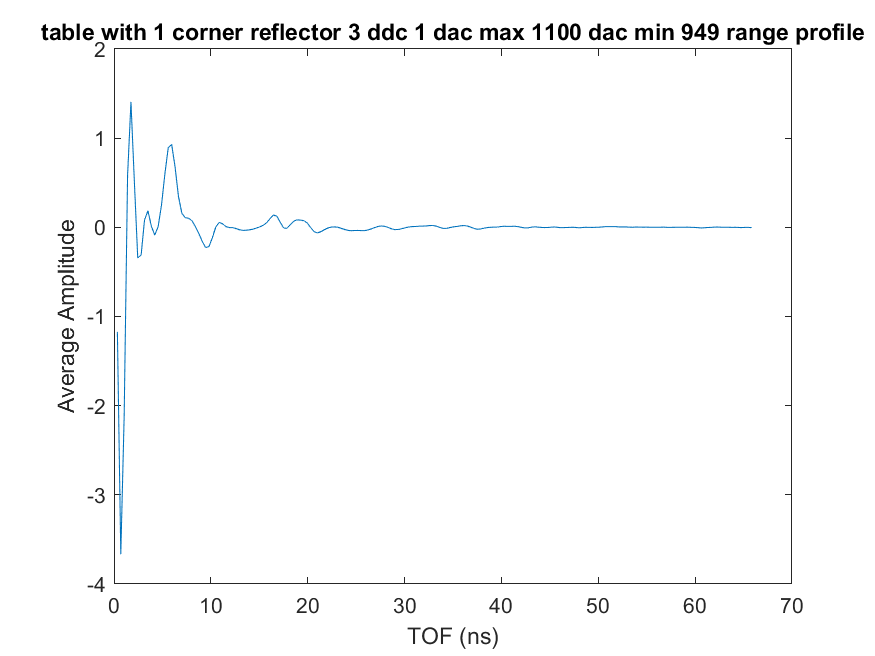 table with 1 corner reflector 3 ddc 1 dac max 1100 dac min 949 range profile
2
1
0
-1
-2
-3
-4
Average Amplitude
0 10 20 30 40 50 60 70
TOF (ns)